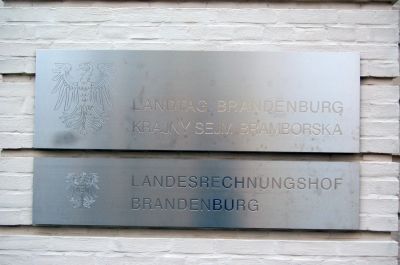 LANDTAG BRANDENBURG
KRAJNY SEJM BRAMBORSKA
LANDESRECHNUNGSHOF
BRANDENBURG